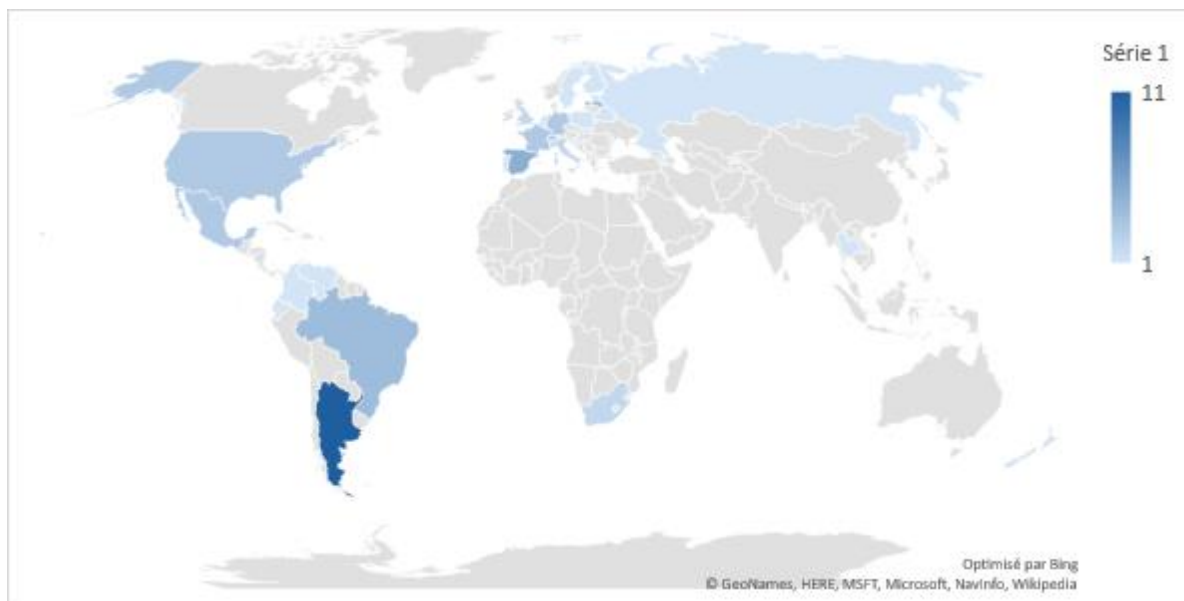 Série 1
11
1
Optimisé par Bing
© GeoNames, HERE, MSFT, Microsoft, NavInfo, Wikipedia